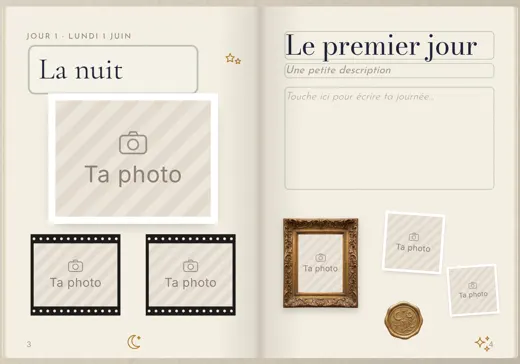 JOUR 1 · LUNDI 1 JUIN
La nuit
Ta photo
Ta photo
Ta photo
3
Le premier jour
Une petite description
Touche ici pour écrire ta journée...
Ta photo
Ta photo
Ta photo
4